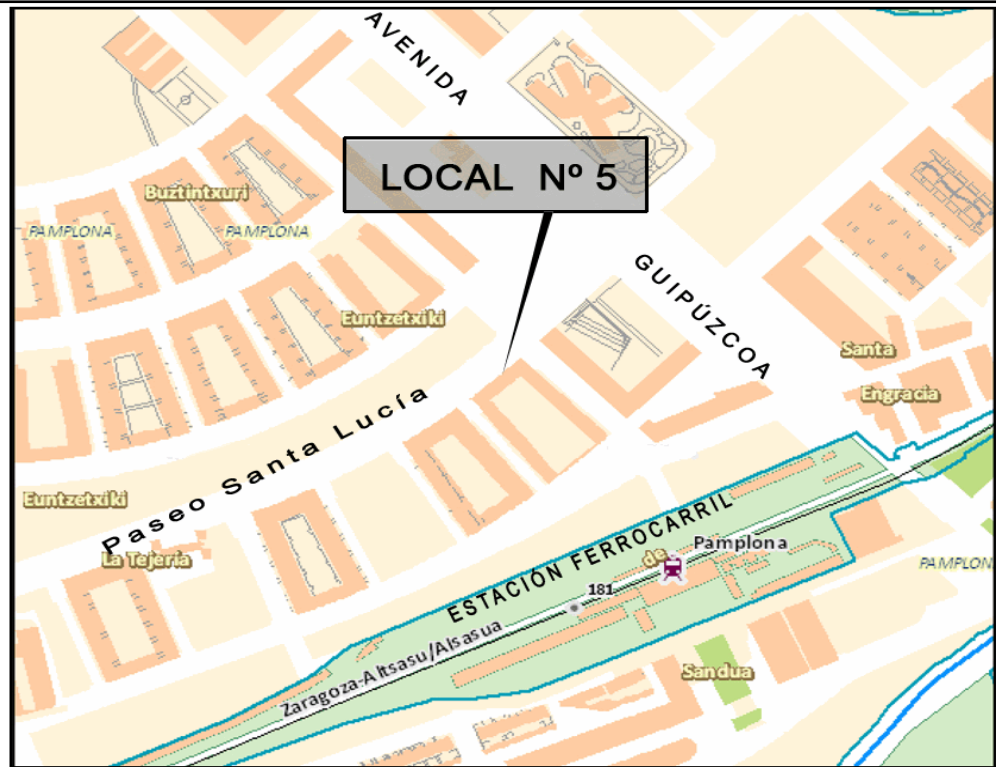 AVENIDA
LOCAL Nº 5
Buztintxuri
PAMPLONA
PAMPLONA
GUIPÚZCOA
Euntzetxiki
Santa
Engracia
Paseo Santa Lucía
Euntzetxiki
La Tejería
ESTACIÓN FERROCARRIL
de
Pamplona
PAMPLON
181
Zaragoza-Altsasu/Alsasua
Sandua